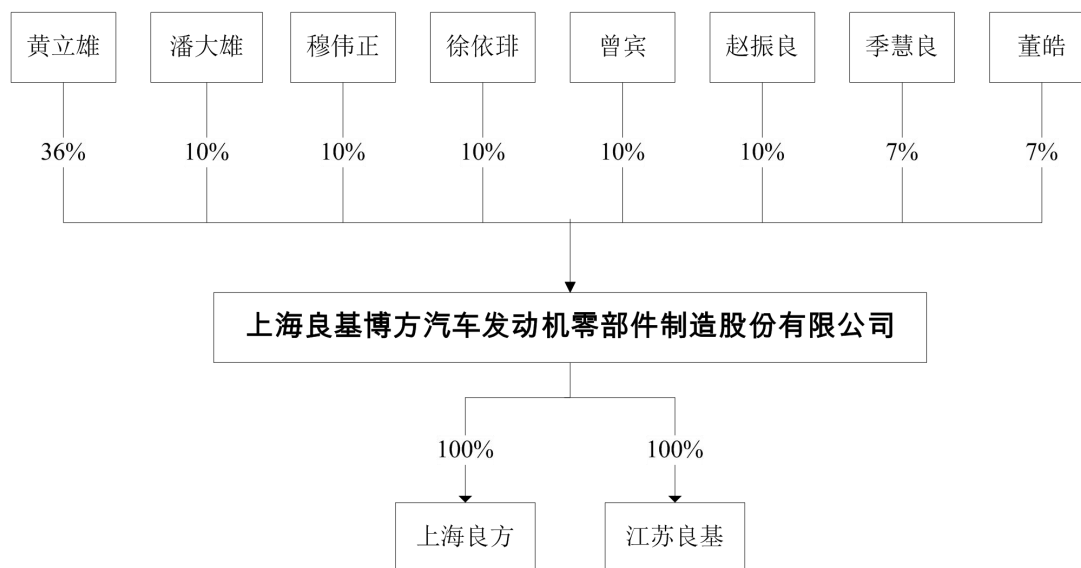 黄立雄 潘大雄 穆伟正 徐依琲 曾宾 赵振良 季慧良 董皓
36% 10% 10% 10% 10% 10% 7% 7%
上海良基博方汽车发动机零部件制造股份有限公司
100% 100%
上海良方 江苏良基